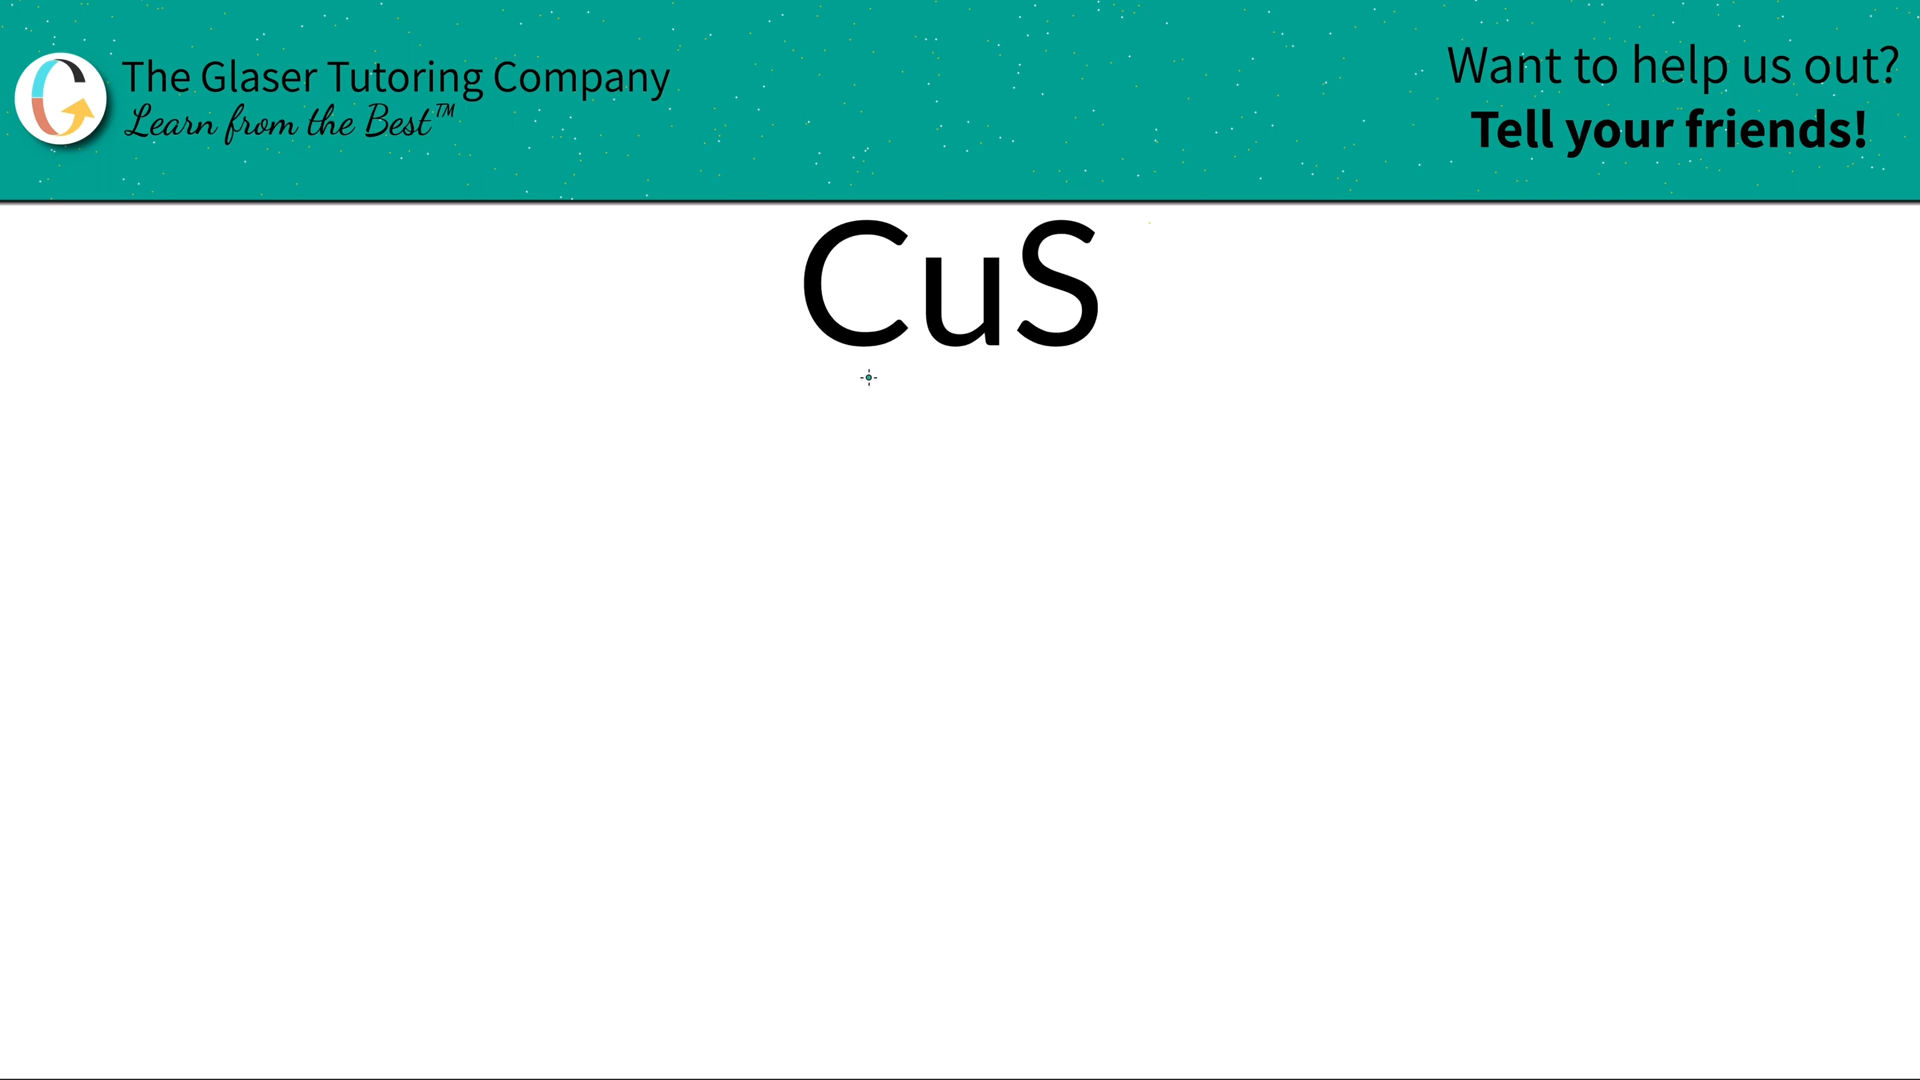 The Glaser Tutoring Company
Learn from the Best™
Want to help us out?
Tell your friends!
CuS